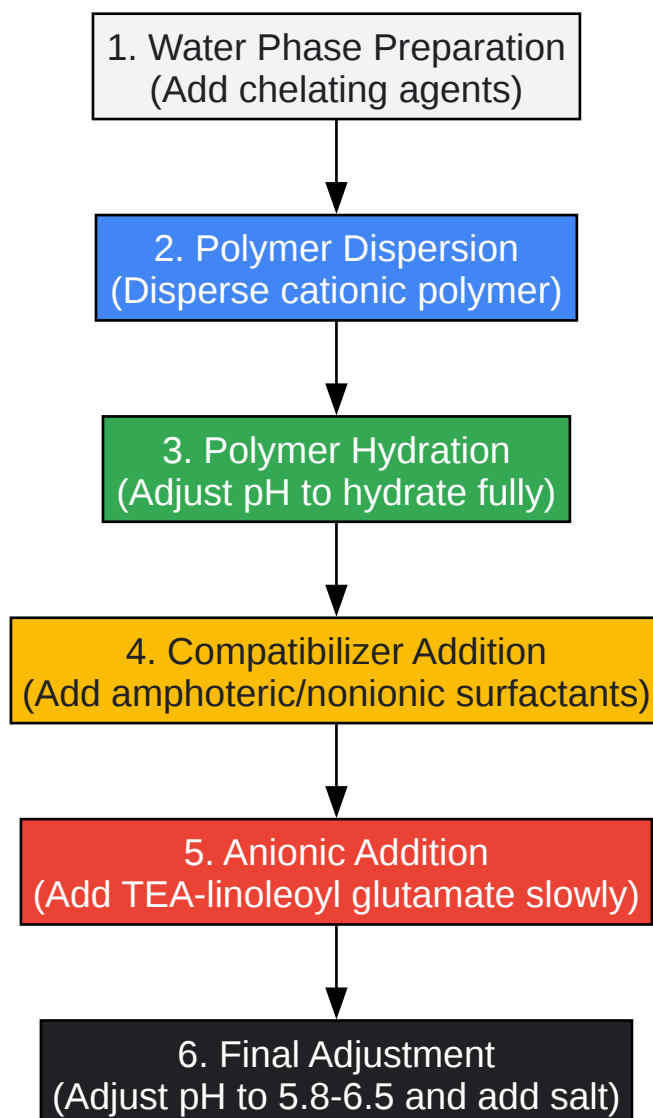 1. Water Phase Preparation
(Add chelating agents)
2. Polymer Dispersion
(Disperse cationic polymer)
3. Polymer Hydration
(Adjust pH to hydrate fully)
4. Compatibilizer Addition
(Add amphoteric/nonionic surfactants)
5. Anionic Addition
(Add TEA-linoleoyl glutamate slowly)
6. Final Adjustment
(Adjust pH to 5.8-6.5 and add salt)